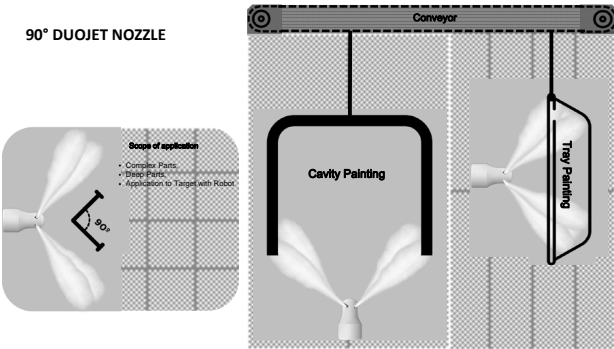 90° DUOJET NOZZLE
Conveyor
Scope of application
• Complex Parts,
• Deep Parts,
• Application to Target with Robot
90°
Cavity Painting
Tray Painting